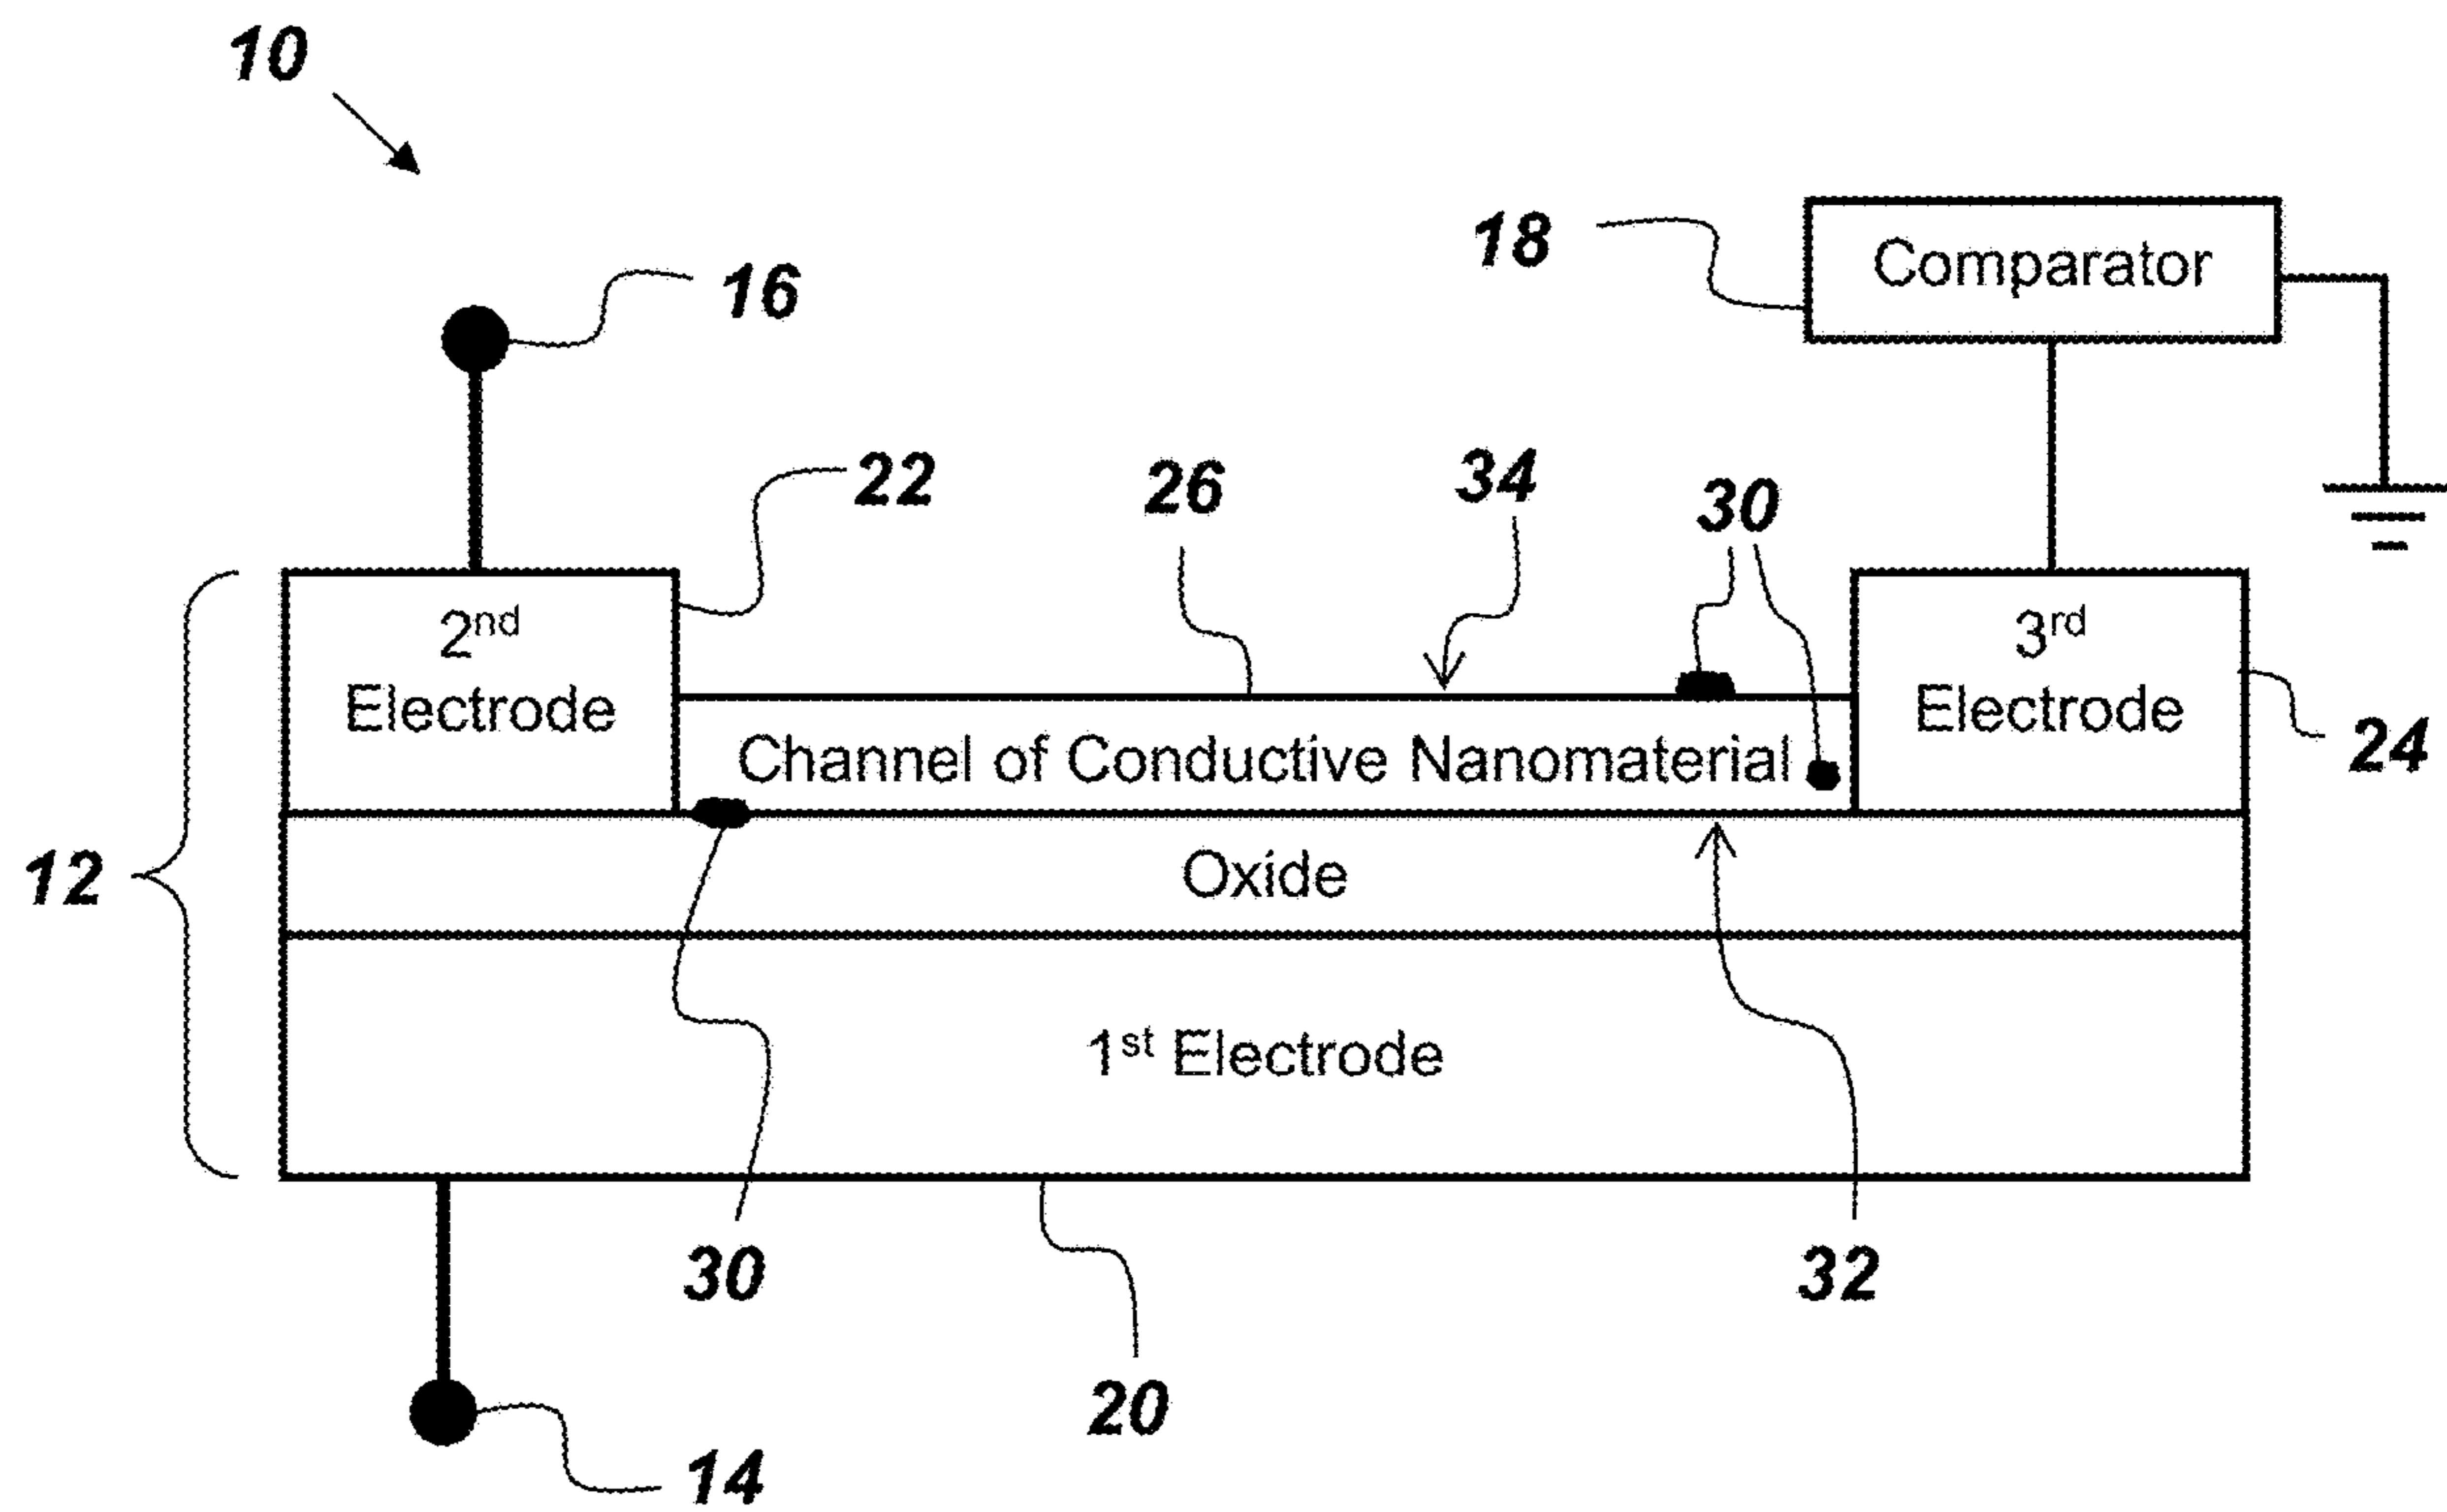 10
18
Comparator
16
22
26
34
30
2nd
Electrode
3rd
Electrode
24
Channel of Conductive Nanomaterial
12
Oxide
1st Electrode
30
32
20
14